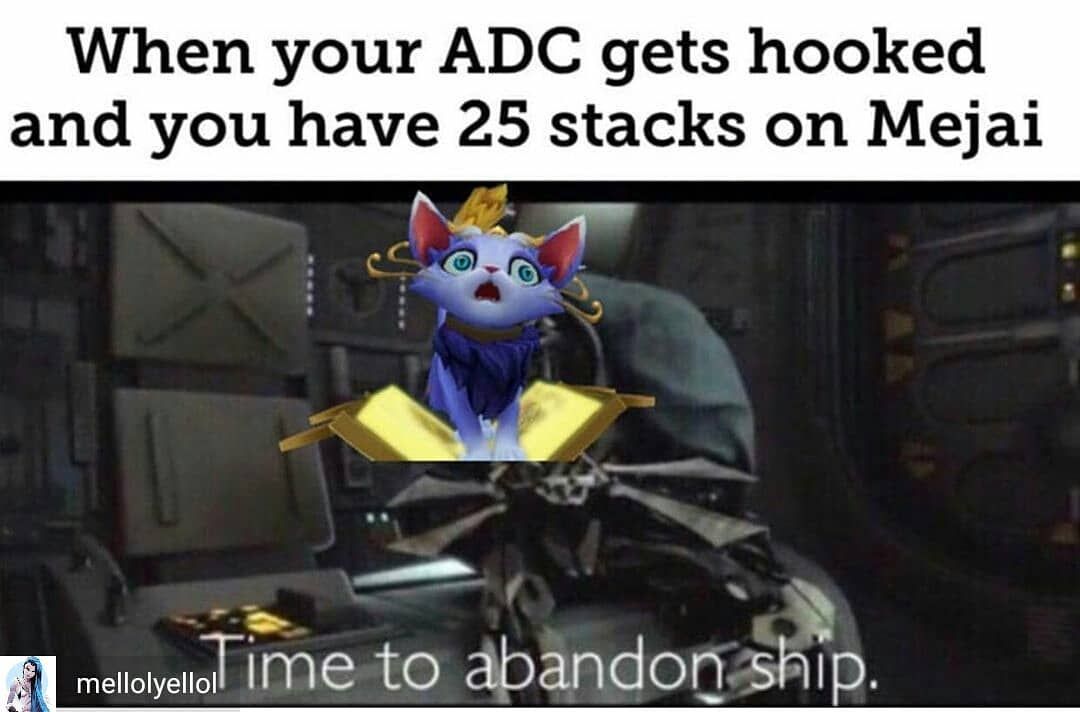 When your ADC gets hooked
and you have 25 stacks on Mejai
Time to abandon ship.
mellolyellol